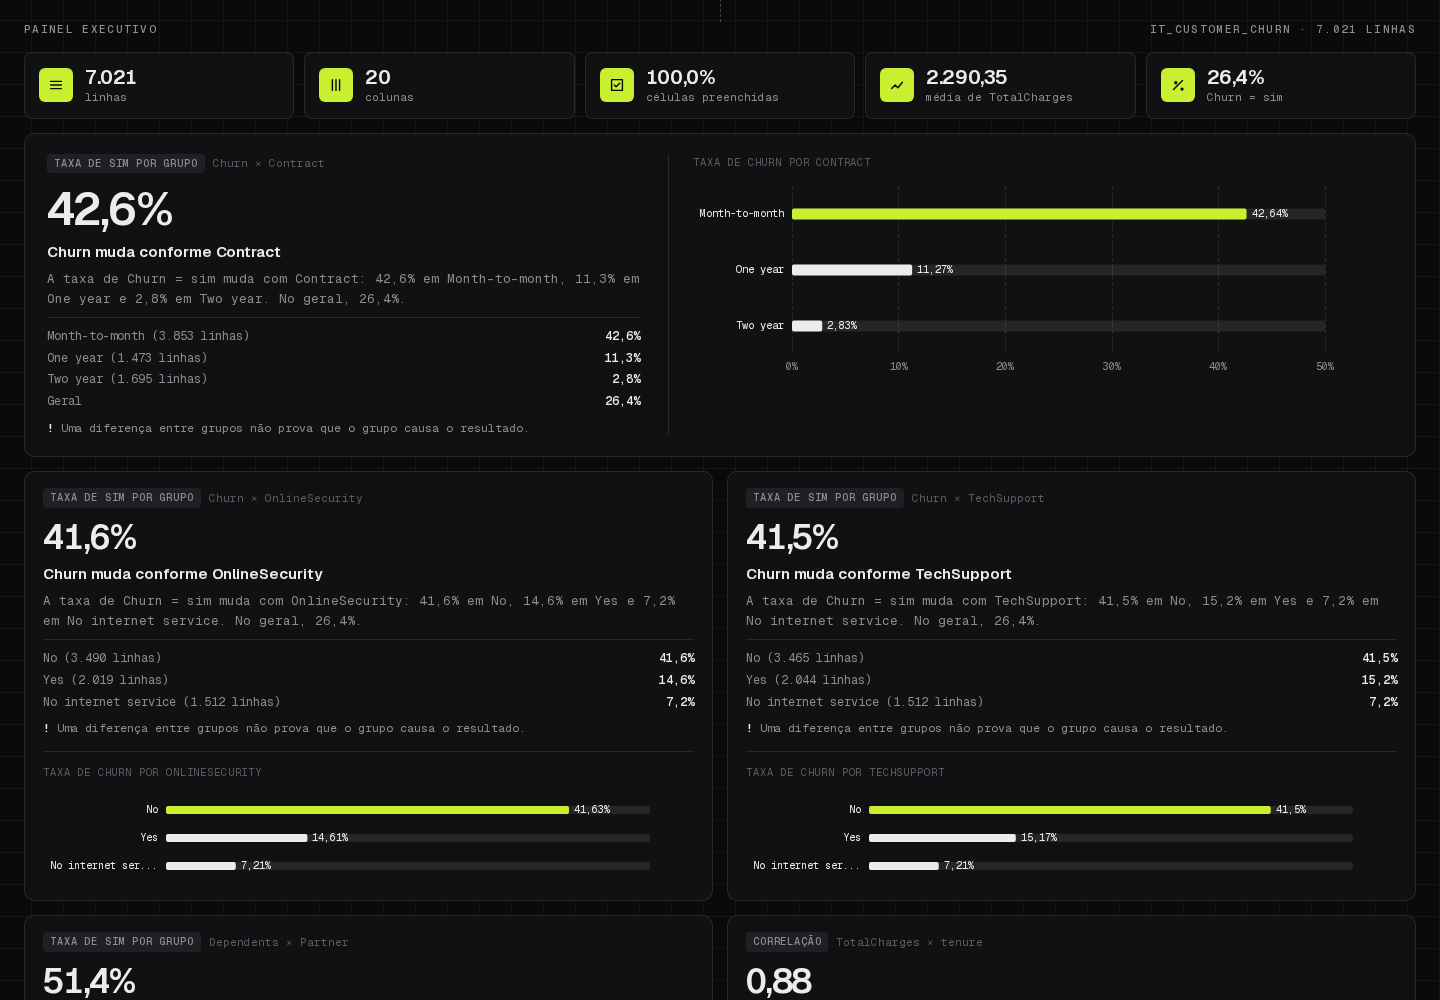 PAINEL EXECUTIVO
IT_CUSTOMER_CHURN · 7.021 LINHAS
7.021
linhas
20
colunas
100,0%
células preenchidas
2.290,35
média de TotalCharges
26,4%
Churn = sim
TAXA DE SIM POR GRUPO Churn × Contract
42,6%
Churn muda conforme Contract
A taxa de Churn = sim muda com Contract: 42,6% em Month-to-month, 11,3% em
One year e 2,8% em Two year. No geral, 26,4%.
Month-to-month (3.853 linhas) 42,6%
One year (1.473 linhas) 11,3%
Two year (1.695 linhas) 2,8%
Geral 26,4%
! Uma diferença entre grupos não prova que o grupo causa o resultado.
TAXA DE CHURN POR CONTRACT
Month-to-month 42,64%
One year 11,27%
Two year 2,83%
0% 10% 20% 30% 40% 50%
TAXA DE SIM POR GRUPO Churn × OnlineSecurity
41,6%
Churn muda conforme OnlineSecurity
A taxa de Churn = sim muda com OnlineSecurity: 41,6% em No, 14,6% em Yes e 7,2%
em No internet service. No geral, 26,4%.
No (3.490 linhas) 41,6%
Yes (2.019 linhas) 14,6%
No internet service (1.512 linhas) 7,2%
! Uma diferença entre grupos não prova que o grupo causa o resultado.
TAXA DE CHURN POR ONLINESECURITY
No 41,63%
Yes 14,61%
No internet ser... 7,21%
TAXA DE SIM POR GRUPO Churn × TechSupport
41,5%
Churn muda conforme TechSupport
A taxa de Churn = sim muda com TechSupport: 41,5% em No, 15,2% em Yes e 7,2% em
No internet service. No geral, 26,4%.
No (3.465 linhas) 41,5%
Yes (2.044 linhas) 15,2%
No internet service (1.512 linhas) 7,2%
! Uma diferença entre grupos não prova que o grupo causa o resultado.
TAXA DE CHURN POR TECHSUPPORT
No 41,5%
Yes 15,17%
No internet ser... 7,21%
TAXA DE SIM POR GRUPO Dependents × Partner
51,4%
CORRELAÇÃO TotalCharges × tenure
0,88